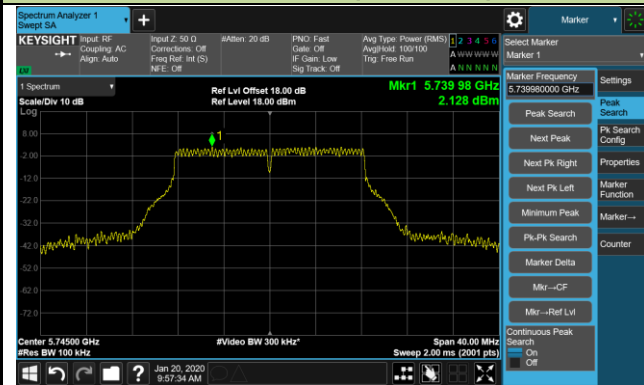 Spectrum Analyzer 1
Swept SA
Marker
KEYSIGHT
Input: RF
Coupling: AC
Align: Auto
Input Z: 50 Ω
Corrections: Off
Freq Ref: Int (S)
NFE: Off
#Atten: 20 dB
PNO: Fast
Gate: Off
IF Gain: Low
Sig Track: Off
Avg Type: Power (RMS)
Avg|Hold: 100/100
Trig: Free Run
1 2 3 4 5 6
A W W W W W
A N N N N N
Select Marker
Marker 1
1 Spectrum
Scale/Div 10 dB
Log
Ref Lvl Offset 18.00 dB
Ref Level 18.00 dBm
Mkr1 5.739 98 GHz
2.128 dBm
8.00
-2.00
-12.0
-22.0
-32.0
-42.0
-52.0
-62.0
-72.0
1
Center 5.74500 GHz
#Res BW 100 kHz
#Video BW 300 kHz*
Span 40.00 MHz
Sweep 2.00 ms (2001 pts)
Marker Frequency
5.739980000 GHz
Peak Search
Next Peak
Next Pk Right
Next Pk Left
Minimum Peak
Pk-Pk Search
Marker Delta
Mkr→CF
Mkr→Ref Lvl
Continuous Peak
Search
On
Off
Settings
Peak
Search
Pk Search
Config
Properties
Marker
Function
Marker→
Counter
Jan 20, 2020
9:57:34 AM